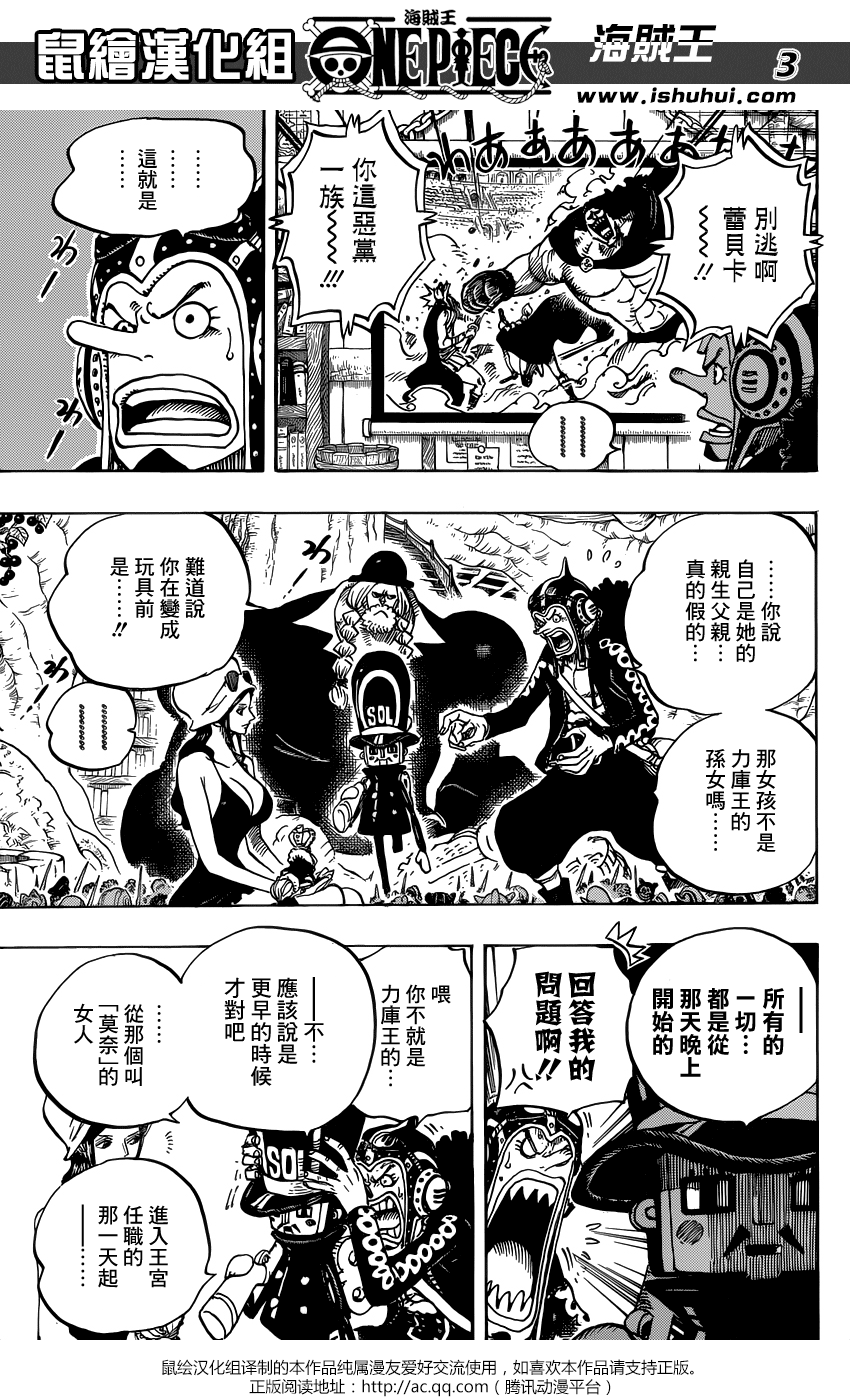 鼠繪漢化組
海賊王
ONE PIECE
海賊王
3
www.ishuhui.com
別逃啊
蕾貝卡
~~~!!
ああああお
你這惡黨
一族
~~~!!!
…………
……
……
這就是
……你說
自己是她的
親生父親…
真的假的…
那女孩不是
力庫王的
孫女嗎……
難道說
你在變成
玩具前
是……!!
…………
SOL
——
所有的
一切…
都是從
那天晚上
開始的
回答我的
問題啊!!
喂
你不就是
力庫王的…
——不…
應該說是
更早的時候
才對吧
……
從那個叫
「莫奈」的
女人
進入王宮
任職的
那一天起
——……
SOL
鼠绘汉化组译制的本作品纯属漫友爱好交流使用，如喜欢本作品请支持正版。
正版阅读地址：http://ac.qq.com（腾讯动漫平台）